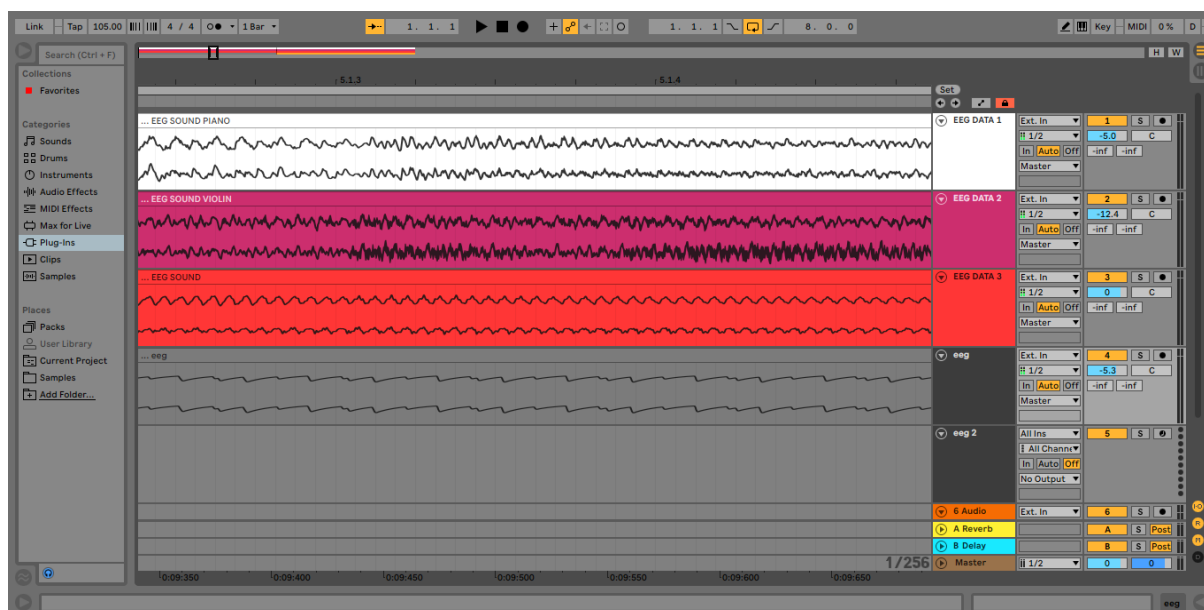 Link Tap 105.00 4 / 4 1 Bar 1. 1. 1 1. 1. 1 8. 0. 0 Key MIDI 0 % D
Search (Ctrl + F) H W
Collections
Favorites
5.1.3 5.1.4
Set
Categories
Sounds
Drums
Instruments
Audio Effects
MIDI Effects
Max for Live
Plug-Ins
Clips
Samples
Places
Packs
User Library
Current Project
Samples
Add Folder...
... EEG SOUND PIANO EEG DATA 1 Ext. In 1 S
1/2 -5.0 C
In Auto Off -inf -inf
Master
... EEG SOUND VIOLIN EEG DATA 2 Ext. In 2 S
1/2 -12.4 C
In Auto Off -inf -inf
Master
... EEG SOUND EEG DATA 3 Ext. In 3 S
1/2 0 C
In Auto Off -inf -inf
Master
... eeg eeg Ext. In 4 S
1/2 -5.3 C
In Auto Off -inf -inf
Master
eeg 2 All Ins 5 S
All Channe
In Auto Off
No Output
6 Audio Ext. In 6 S
A Reverb A S Post
B Delay B S Post
1/256 Master 1/2 0 0
0:09:350 0:09:400 0:09:450 0:09:500 0:09:550 0:09:600 0:09:650
I-O
R
M
D
eeg